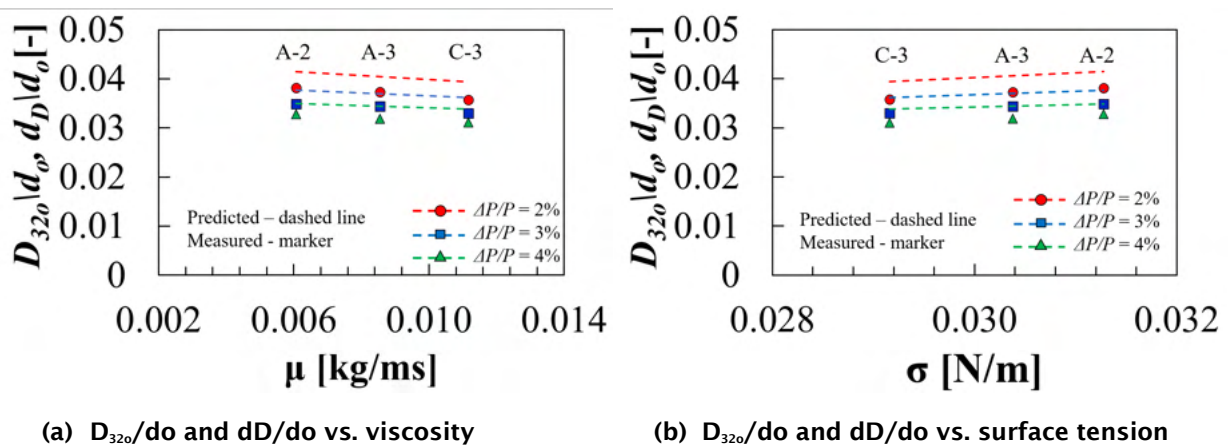 D₃₂ₒ\dₒ, d_D\dₒ[-]
0.05
0.04
0.03
0.02
0.01
0
A-2 A-3 C-3
Predicted – dashed line
Measured - marker
ΔP/P = 2%
ΔP/P = 3%
ΔP/P = 4%
0.002 0.006 0.010 0.014
μ [kg/ms]
(a) D₃₂ₒ/do and dD/do vs. viscosity
D₃₂ₒ\dₒ, d_D\dₒ[-]
0.05
0.04
0.03
0.02
0.01
0
C-3 A-3 A-2
Predicted – dashed line
Measured - marker
ΔP/P = 2%
ΔP/P = 3%
ΔP/P = 4%
0.028 0.030 0.032
σ [N/m]
(b) D₃₂ₒ/do and dD/do vs. surface tension